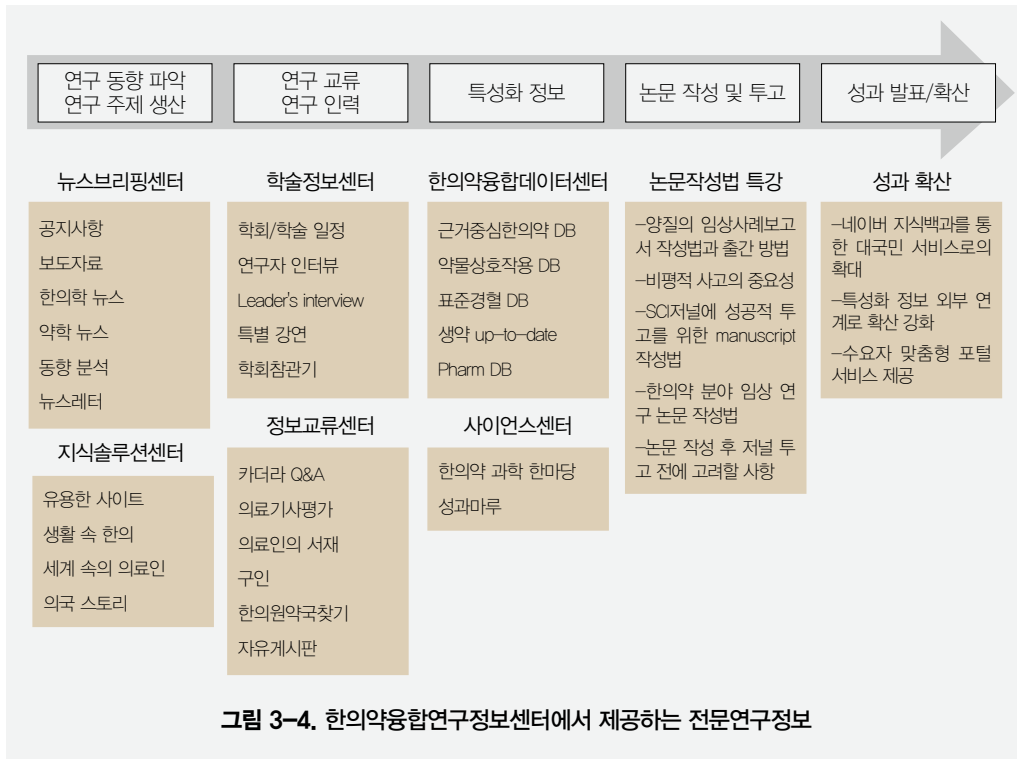 연구 동향 파악
연구 주제 생산
연구 교류
연구 인력
특성화 정보
논문 작성 및 투고
성과 발표/확산
뉴스브리핑센터
공지사항
보도자료
한의학 뉴스
약학 뉴스
동향 분석
뉴스레터
지식솔루션센터
유용한 사이트
생활 속 한의
세계 속의 의료인
의국 스토리
학술정보센터
학회/학술 일정
연구자 인터뷰
Leader's interview
특별 강연
학회참관기
정보교류센터
카더라 Q&A
의료기사평가
의료인의 서재
구인
한의원약국찾기
자유게시판
한의약융합데이터센터
근거중심한의약 DB
약물상호작용 DB
표준경혈 DB
생약 up-to-date
Pharm DB
사이언스센터
한의약 과학 한마당
성과마루
논문작성법 특강
-양질의 임상사례보고
서 작성법과 출간 방법
-비평적 사고의 중요성
-SCI저널에 성공적 투
고를 위한 manuscript
작성법
-한의약 분야 임상 연
구 논문 작성법
-논문 작성 후 저널 투
고 전에 고려할 사항
성과 확산
-네이버 지식백과를 통
한 대국민 서비스로의
확대
-특성화 정보 외부 연
계로 확산 강화
-수요자 맞춤형 포털
서비스 제공
그림 3-4. 한의약융합연구정보센터에서 제공하는 전문연구정보